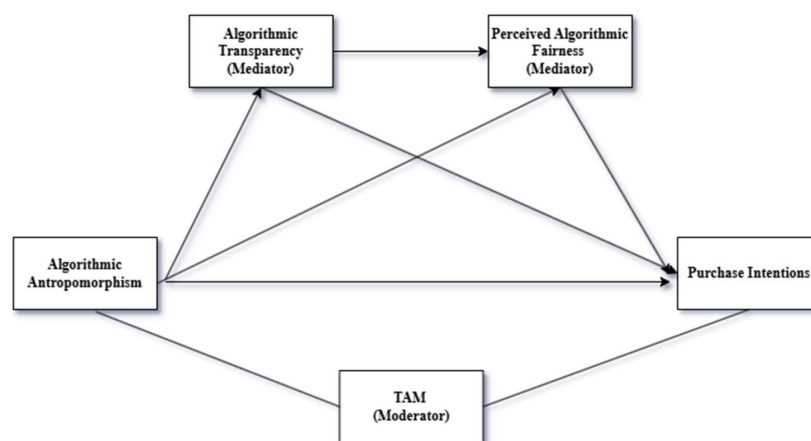 Algorithmic
Transparency
(Mediator)
Perceived Algorithmic
Fairness
(Mediator)
Algorithmic
Antropomorphism
Purchase Intentions
TAM
(Moderator)